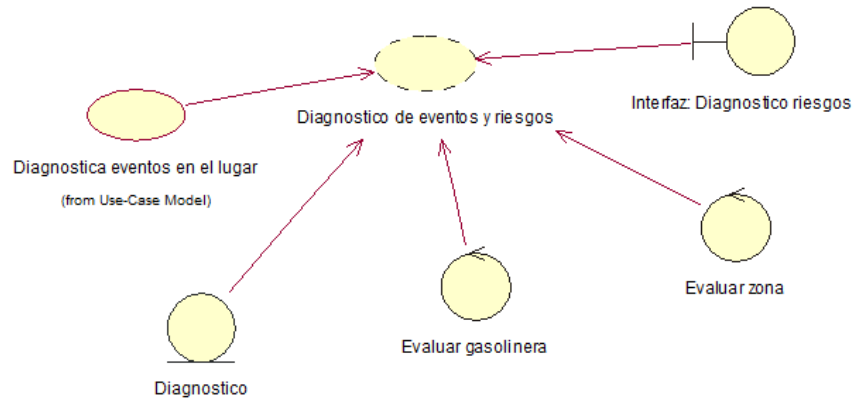 Interfaz: Diagnostico riesgos
Diagnostico de eventos y riesgos
Diagnostica eventos en el lugar
(from Use-Case Model)
Evaluar zona
Evaluar gasolinera
Diagnostico